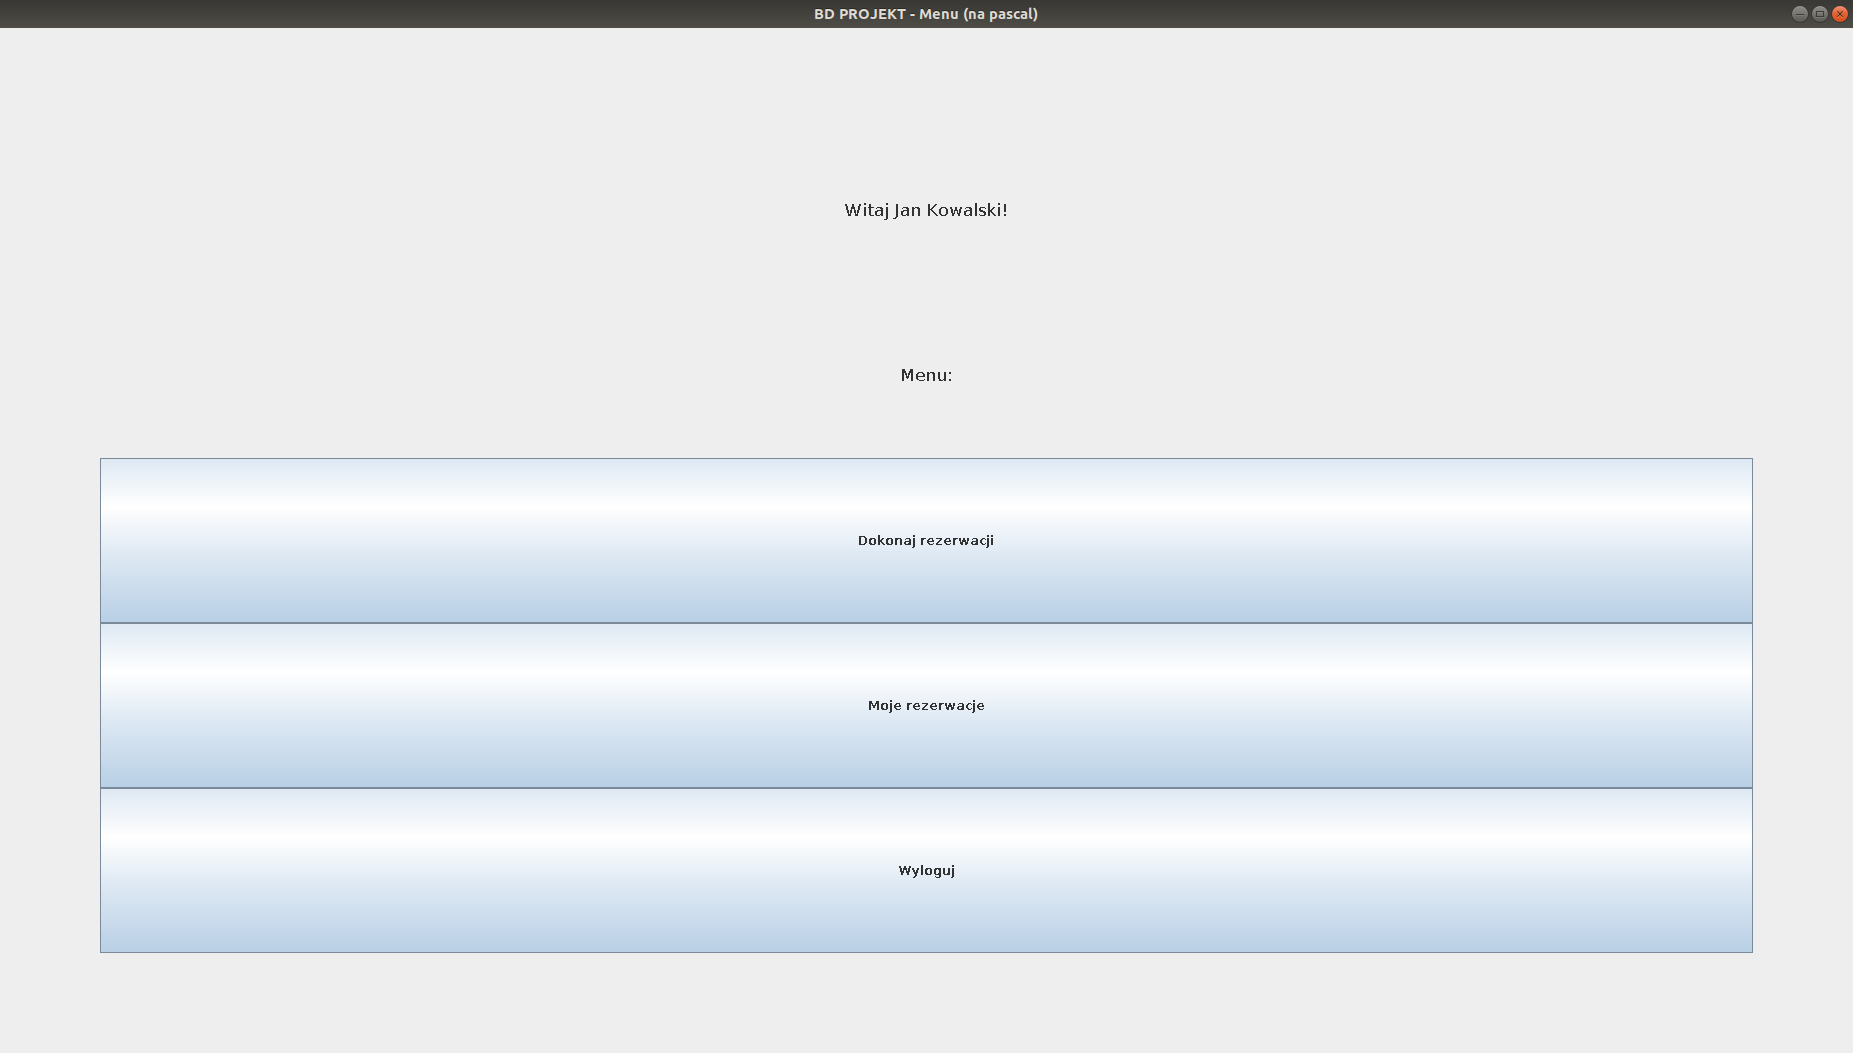 BD PROJEKT - Menu (na pascal)
Witaj Jan Kowalski!
Menu:
Dokonaj rezerwacji
Moje rezerwacje
Wyloguj